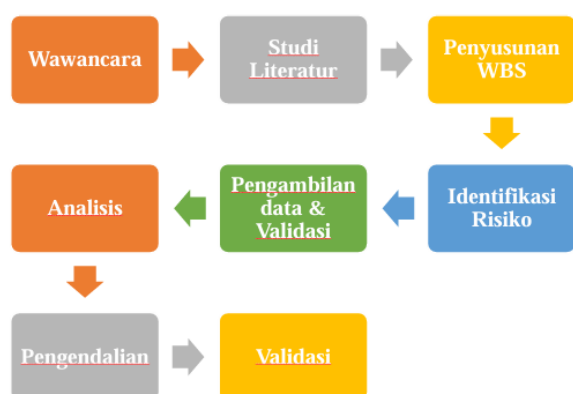 Wawancara
Studi
Literatur
Penyusunan
WBS
Identifikasi
Risiko
Pengambilan
data &
Validasi
Analisis
Pengendalian
Validasi